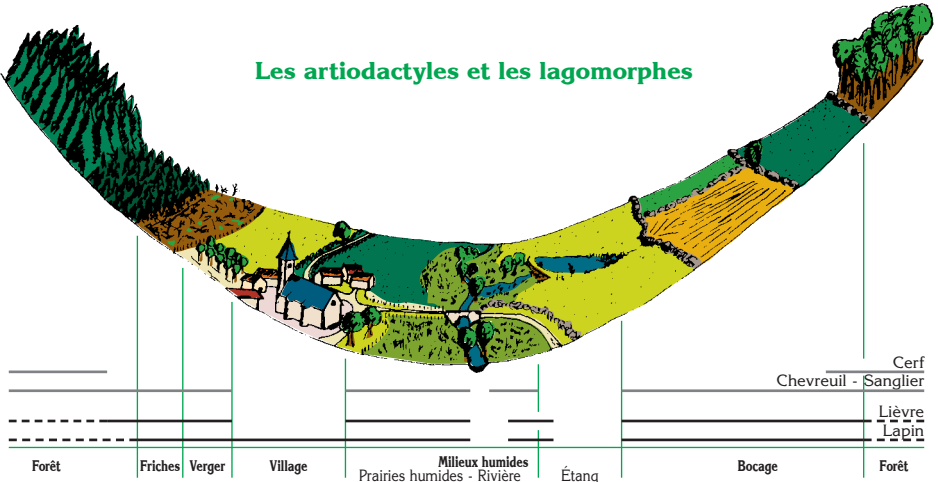 Les artiodactyles et les lagomorphes
Cerf
Chevreuil - Sanglier
Lièvre
Lapin
Forêt
Friches
Verger
Village
Milieux humides
Prairies humides - Rivière
Étang
Bocage
Forêt